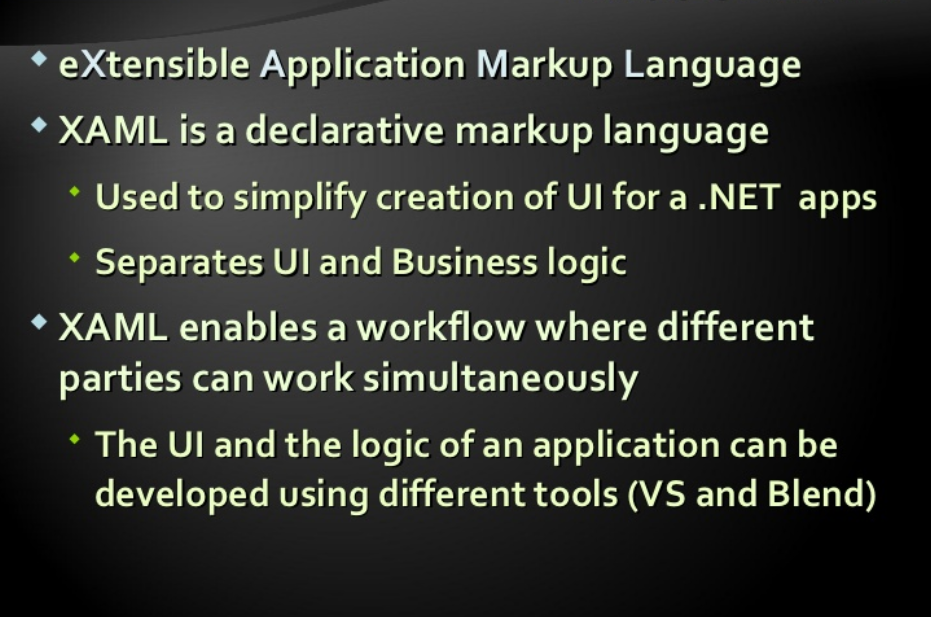 eXtensible Application Markup Language
XAML is a declarative markup language
Used to simplify creation of UI for a .NET apps
Separates UI and Business logic
XAML enables a workflow where different
parties can work simultaneously
The UI and the logic of an application can be
developed using different tools (VS and Blend)